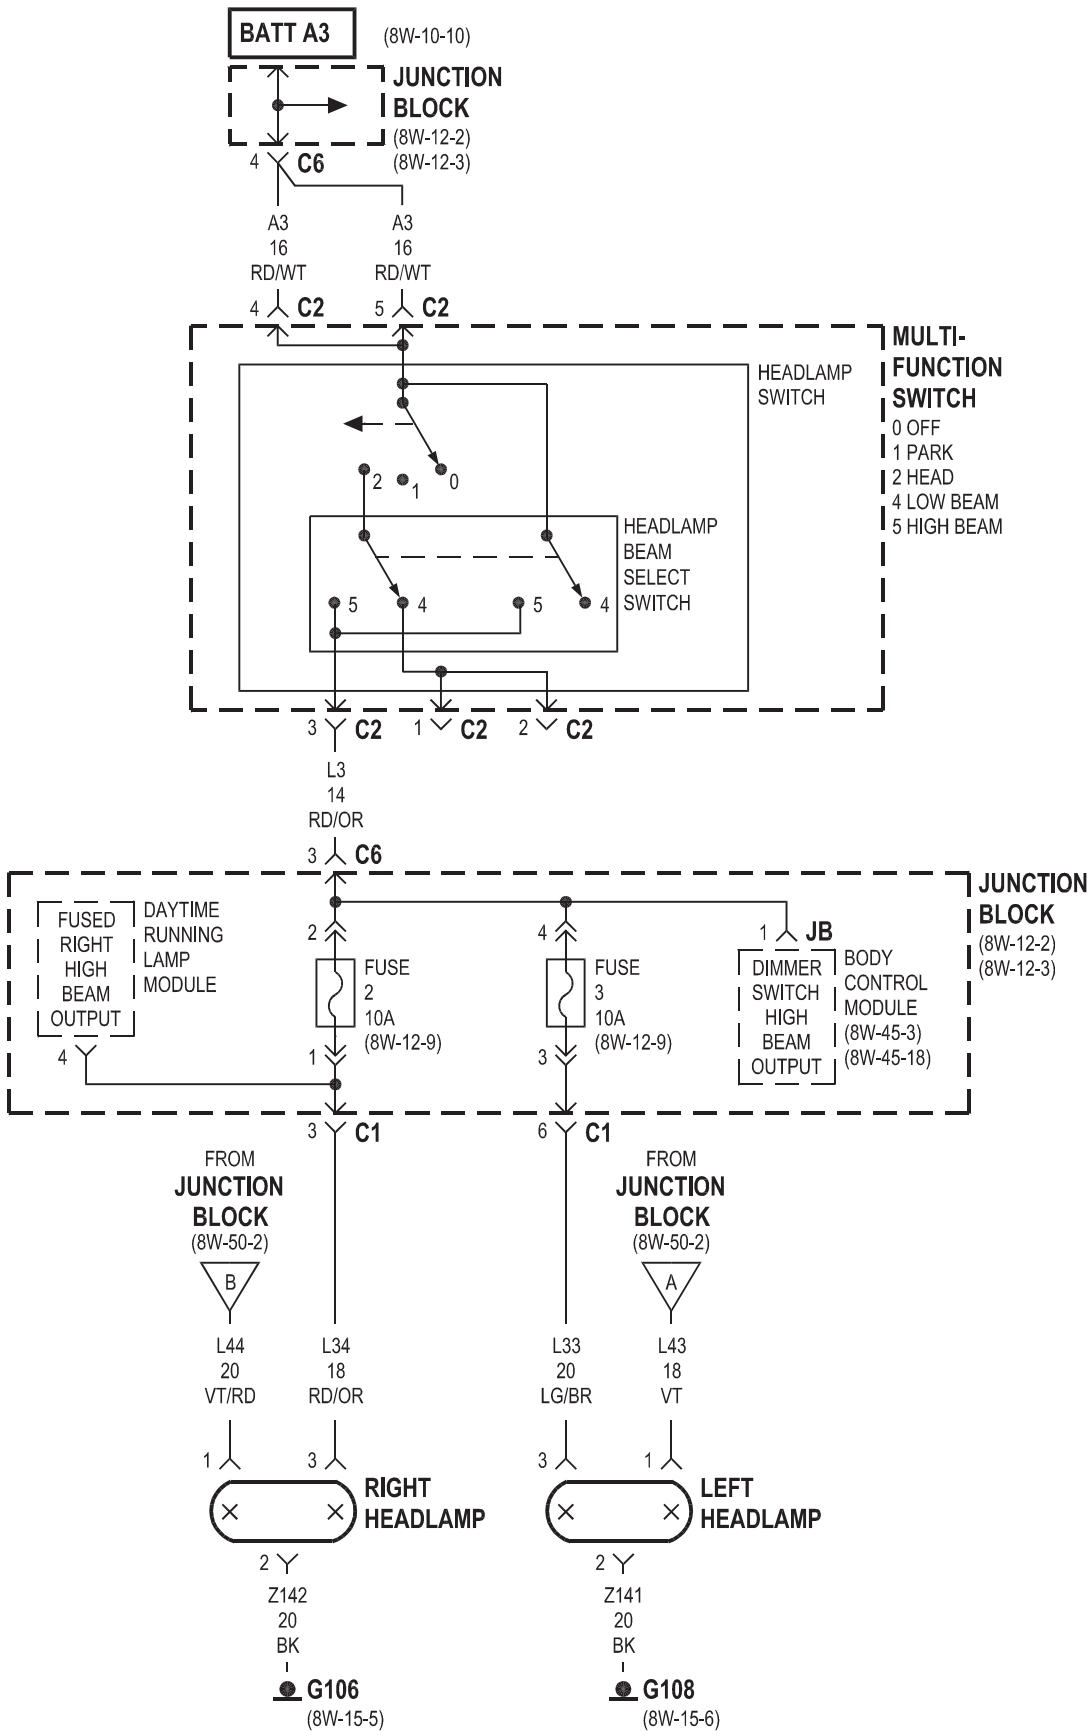 BATT A3
(8W-10-10)
JUNCTION
BLOCK
(8W-12-2)
(8W-12-3)
4
C6
A3
16
RD/WT
A3
16
RD/WT
4
C2
5
C2
MULTI-
FUNCTION
SWITCH
0 OFF
1 PARK
2 HEAD
4 LOW BEAM
5 HIGH BEAM
HEADLAMP
SWITCH
2
1
0
HEADLAMP
BEAM
SELECT
SWITCH
5
4
5
4
3
C2
1
C2
2
C2
L3
14
RD/OR
3
C6
JUNCTION
BLOCK
(8W-12-2)
(8W-12-3)
FUSED
RIGHT
HIGH
BEAM
OUTPUT
DAYTIME
RUNNING
LAMP
MODULE
4
2
FUSE
2
10A
(8W-12-9)
1
4
FUSE
3
10A
(8W-12-9)
3
1
JB
DIMMER
SWITCH
HIGH
BEAM
OUTPUT
BODY
CONTROL
MODULE
(8W-45-3)
(8W-45-18)
3
C1
6
C1
FROM
JUNCTION
BLOCK
(8W-50-2)
B
FROM
JUNCTION
BLOCK
(8W-50-2)
A
L44
20
VT/RD
L34
18
RD/OR
L33
20
LG/BR
L43
18
VT
1
3
RIGHT
HEADLAMP
3
1
LEFT
HEADLAMP
2
Z142
20
BK
G106
(8W-15-5)
2
Z141
20
BK
G108
(8W-15-6)